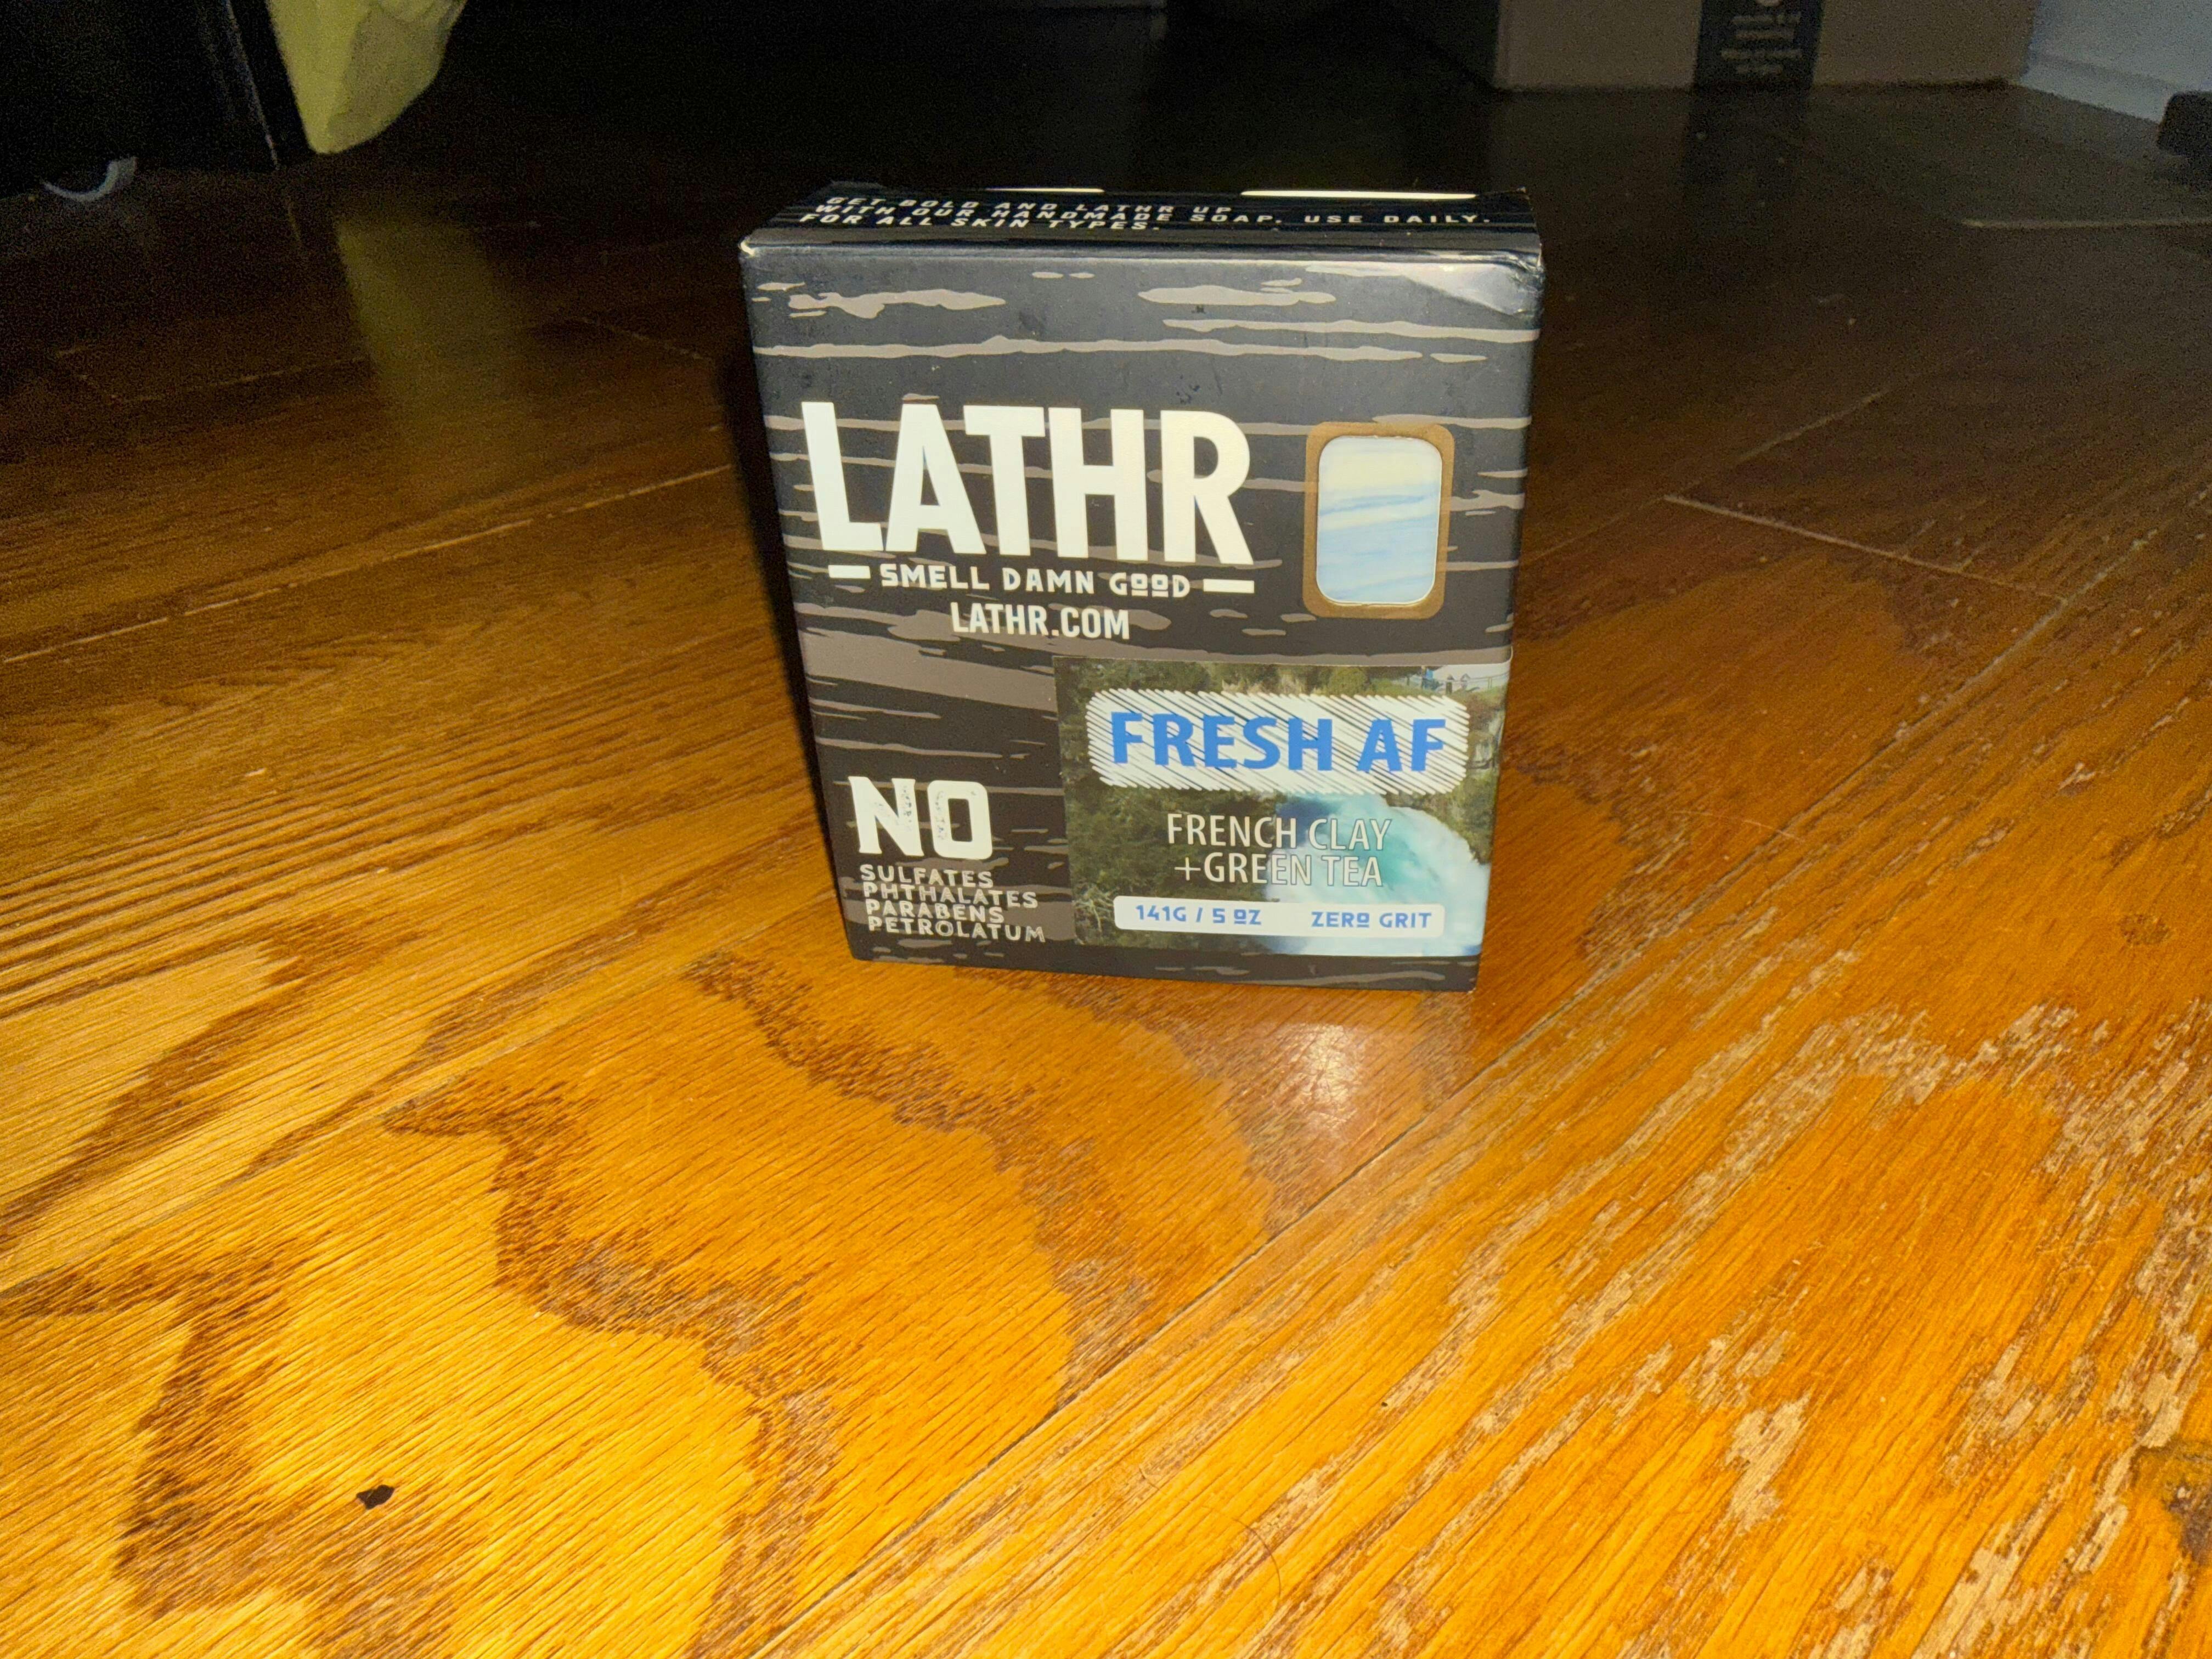 GET BOLD AND LATHR UP
WITH OUR HANDMADE SOAP. USE DAILY.
FOR ALL SKIN TYPES.
LATHR
SMELL DAMN GOOD
LATHR.COM
FRESH AF
FRENCH CLAY
+GREEN TEA
141G / 5 OZ ZERO GRIT
NO
SULFATES
PHTHALATES
PARABENS
PETROLATUM